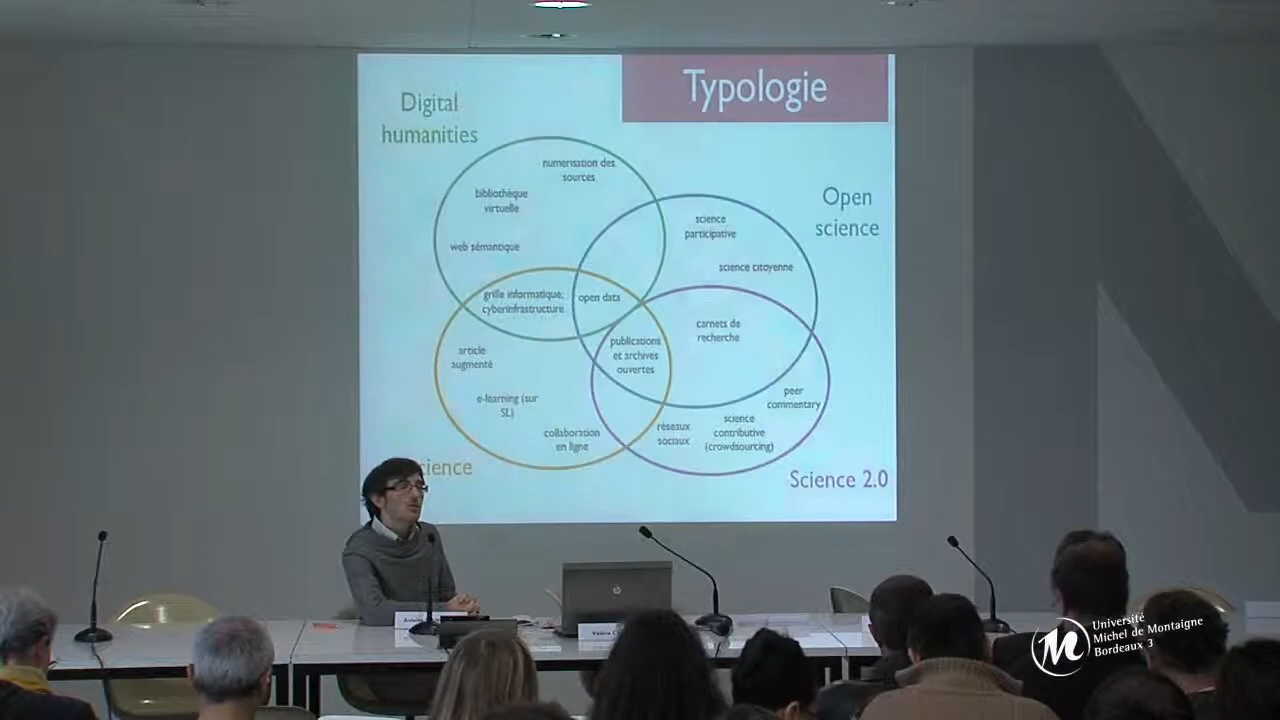 Typologie
Digital
humanities
numerisation des
sources
bibliothèque
virtuelle
web sémantique
Open
science
science
participative
science citoyenne
grille informatique,
cyberinfrastructure
open data
carnets de
recherche
publications
et archives
ouvertes
article
augmenté
e-learning (sur
SL)
collaboration
en ligne
peer
commentary
réseaux
sociaux
science
contributive
(crowdsourcing)
cience
Science 2.0
hp
Université
Michel de Montaigne
Bordeaux 3